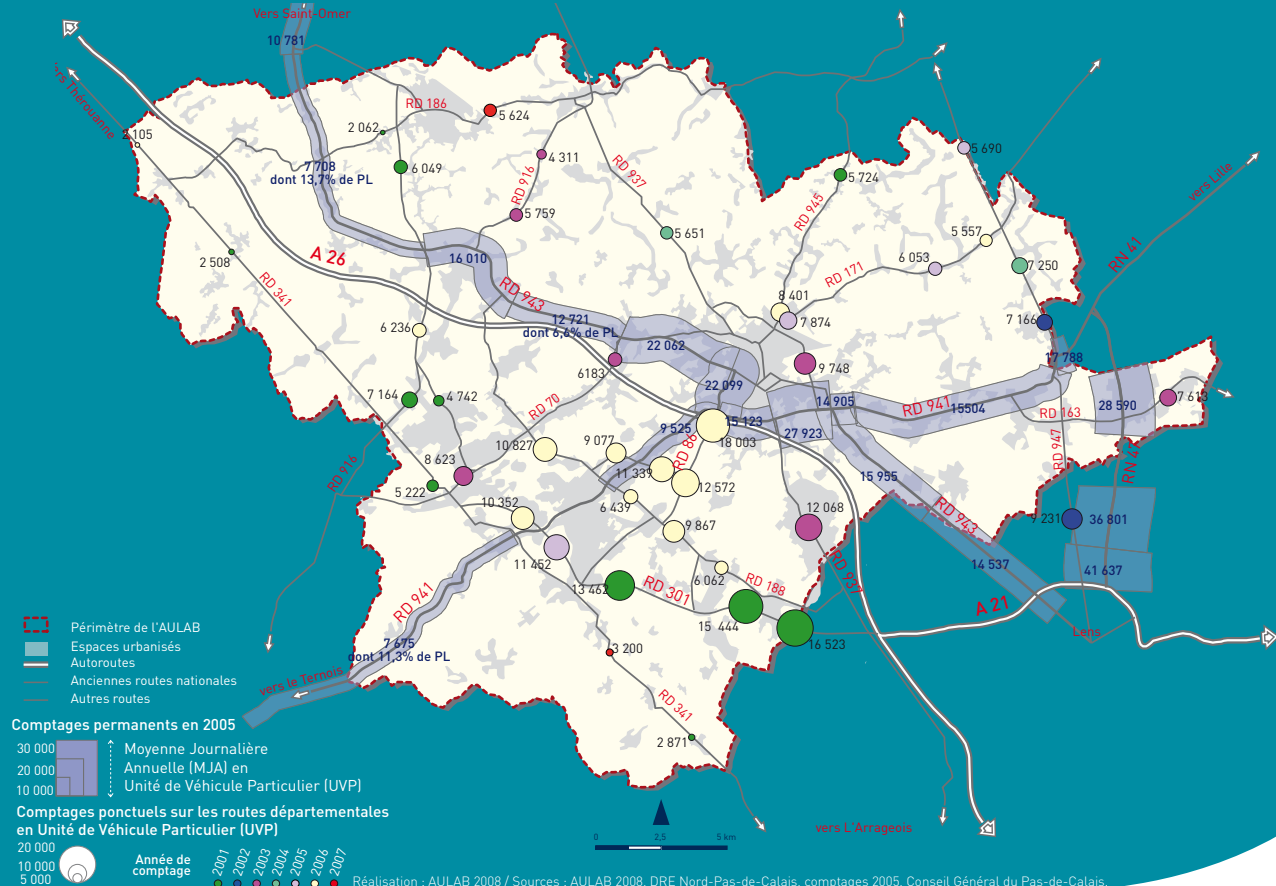 Vers Saint-Omer
10 781
vers Thérouanne
RD 186
5 624
2 062
2 105
7 708
dont 13,7% de PL
6 049
4 311
RD 916
5 759
RD 937
5 651
5 724
RD 945
5 690
vers Lille
5 557
6 053
RD 171
7 250
RN 41
2 508
RD 341
A 26
16 010
RD 943
12 721
dont 6,6% de PL
8 401
7 874
7 166
6 236
22 062
6183
9 748
17 788
22 099
7 164
4 742
RD 70
14 905
RD 941
15504
RD 163
28 590
7 613
9 525
15 123
18 003
27 923
RD 947
10 827
9 077
RD 86
11 339
12 572
8 623
RD 916
5 222
10 352
6 439
15 955
12 068
RD 943
9 231
36 801
9 867
11 452
14 537
41 637
6 062
RD 188
RD 937
13 462
RD 301
15 444
16 523
A 21
Lens
RD 941
7 675
dont 11,3% de PL
3 200
vers le Ternois
RD 341
2 871
vers L'Arrageois
Périmètre de l'AULAB
Espaces urbanisés
Autoroutes
Anciennes routes nationales
Autres routes
Comptages permanents en 2005
30 000
20 000
10 000
Moyenne Journalière
Annuelle (MJA) en
Unité de Véhicule Particulier (UVP)
Comptages ponctuels sur les routes départementales
en Unité de Véhicule Particulier (UVP)
20 000
10 000
5 000
Année de
comptage
2001
2002
2003
2004
2005
2006
2007
0
2,5
5 km
Réalisation : AULAB 2008 / Sources : AULAB 2008, DRE Nord-Pas-de-Calais, comptages 2005, Conseil Général du Pas-de-Calais.